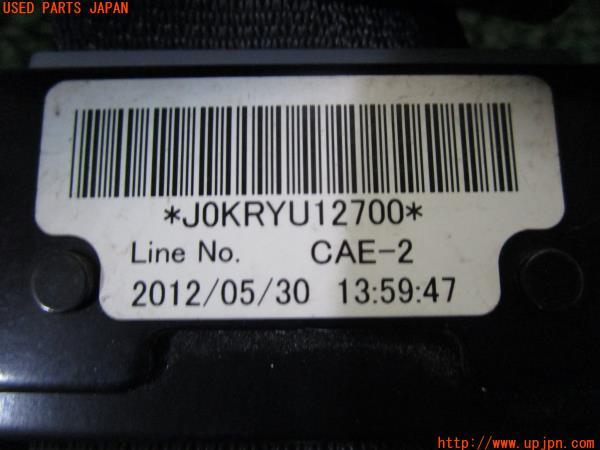 USED PARTS JAPAN
*J0KRYU12700*
Line No. CAE-2
2012/05/30 13:59:47
http://www.upjpn.com/